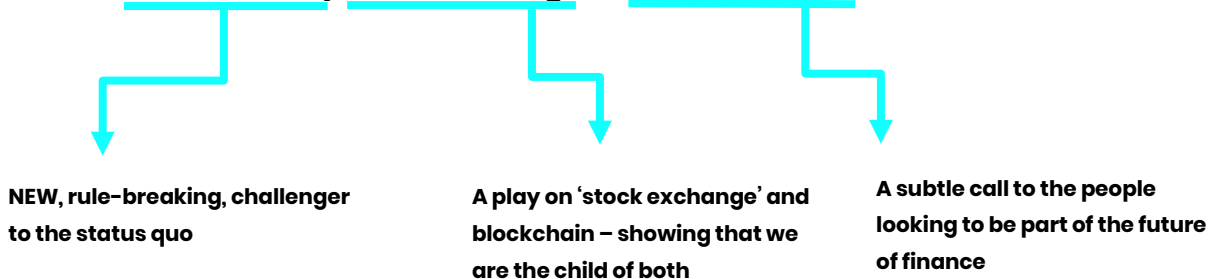 NEW, rule-breaking, challenger
to the status quo
A play on ‘stock exchange’ and
blockchain – showing that we
are the child of both
A subtle call to the people
looking to be part of the future
of finance